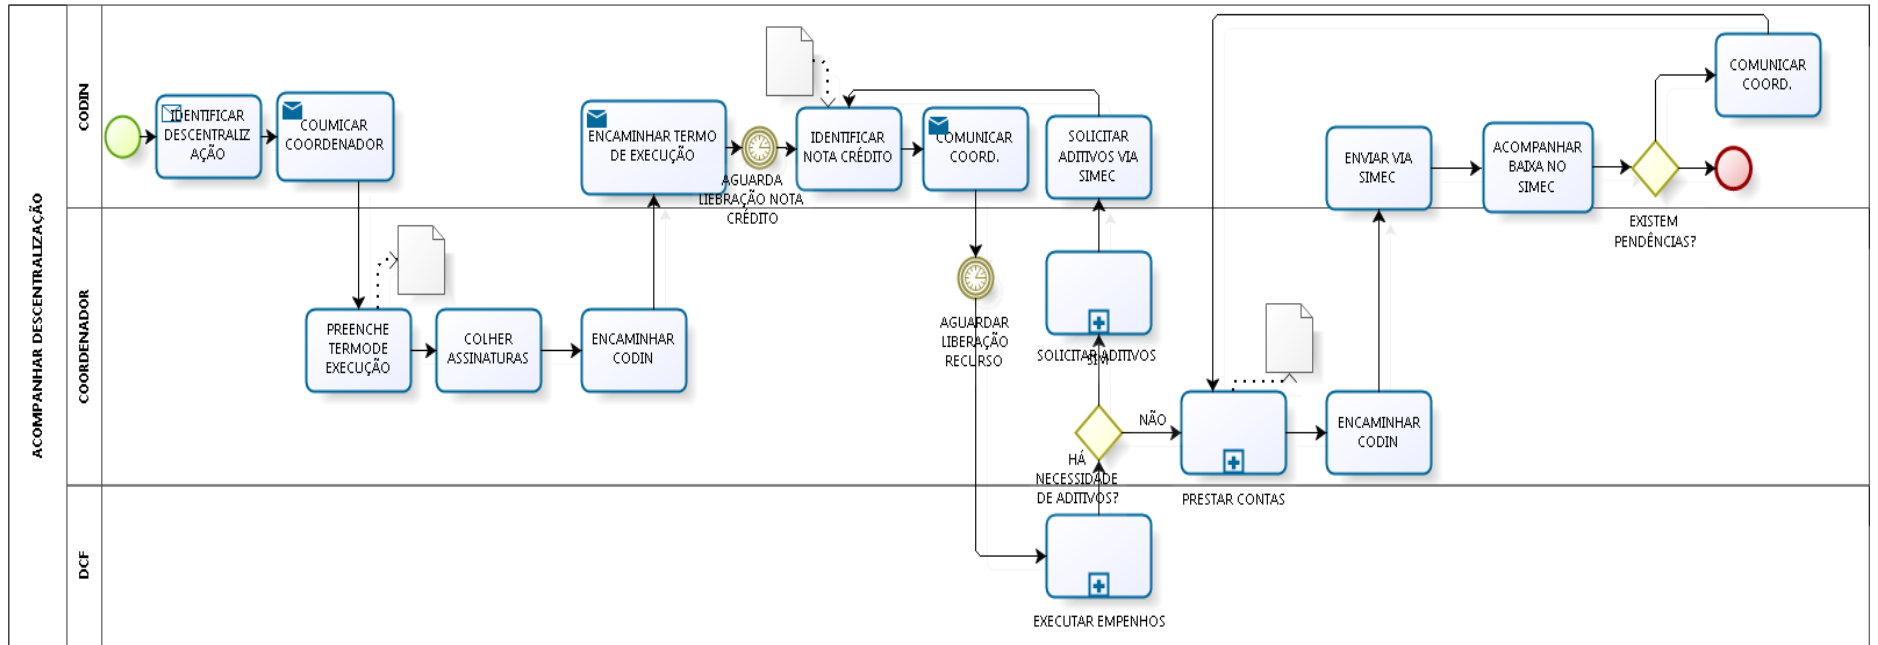 ACOMPANHAR DESCENTRALIZAÇÃO
CODIN
IDENTIFICAR
DESCENTRALIZ
AÇÃO
COUMICAR
COORDENADOR
ENCAMINHAR TERMO
DE EXECUÇÃO
AGUARDA
LIEBRAÇÃO NOTA
CRÉDITO
IDENTIFICAR
NOTA CRÉDITO
COMUNICAR
COORD.
SOLICITAR
ADITIVOS VIA
SIMEC
ENVIAR VIA
SIMEC
ACOMPANHAR
BAIXA NO
SIMEC
EXISTEM
PENDÊNCIAS?
COMUNICAR
COORD.
COORDENADOR
PREENCHE
TERMODE
EXECUÇÃO
COLHER
ASSINATURAS
ENCAMINHAR
CODIN
AGUARDAR
LIBERAÇÃO
RECURSO
SOLICITAR ADITIVOS
SIM
HÁ
NECESSIDADE
DE ADITIVOS?
NÃO
PRESTAR CONTAS
ENCAMINHAR
CODIN
DCF
EXECUTAR EMPENHOS